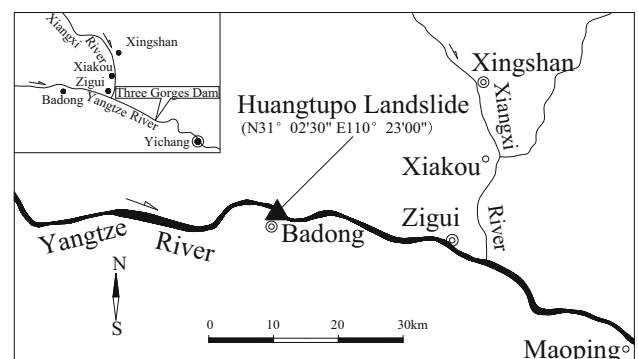 Xiangxi
River
Xingshan
Xiakou
Zigui
Three Gorges Dam
Badong
Yangtze River
Yichang
Xingshan
Xiangxi
Huangtupo Landslide
(N31° 02'30" E110° 23'00")
Xiakou
Zigui
River
Yangtze River
Badong
N
S
0 10 20 30km
Maoping